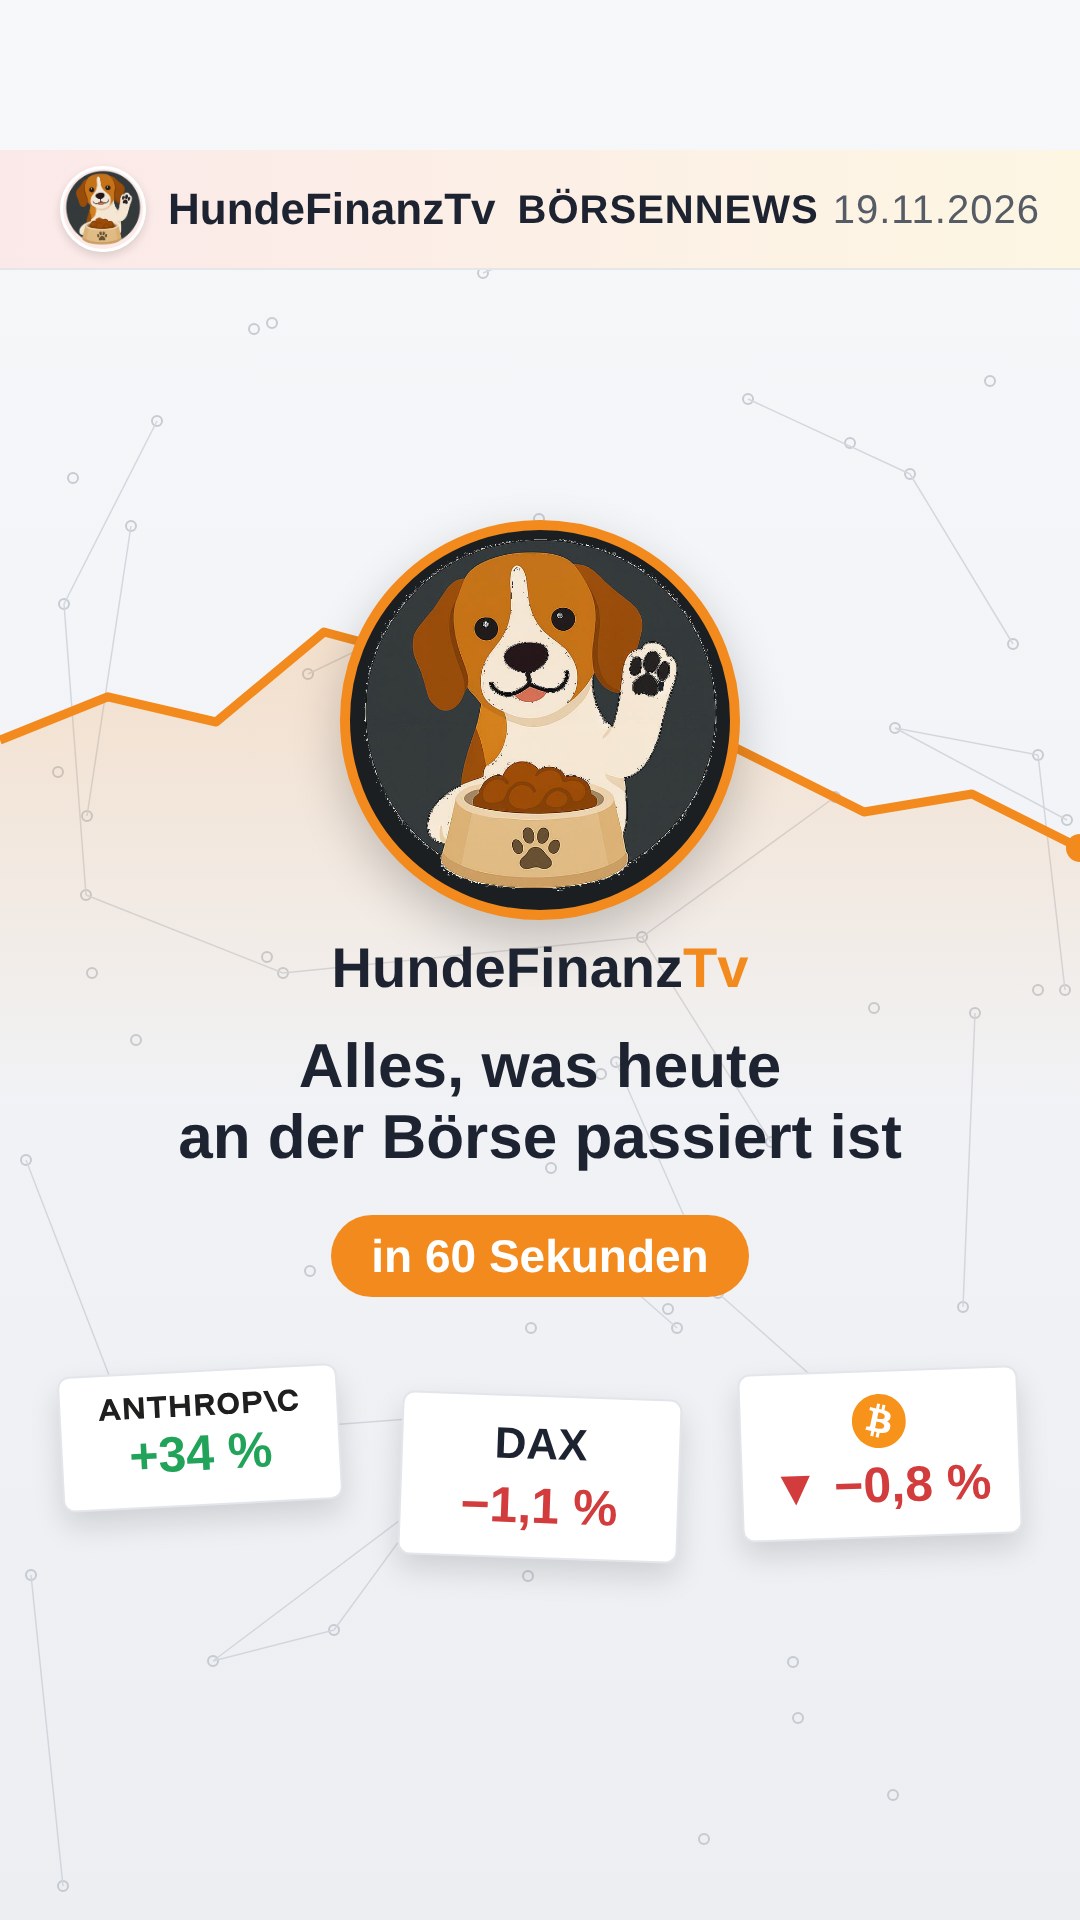 HundeFinanzTv BÖRSENNEWS 19.11.2026
HundeFinanzTv
Alles, was heute
an der Börse passiert ist
in 60 Sekunden
ANTHROP\C
+34 %
DAX
−1,1 %
₿
▼ −0,8 %